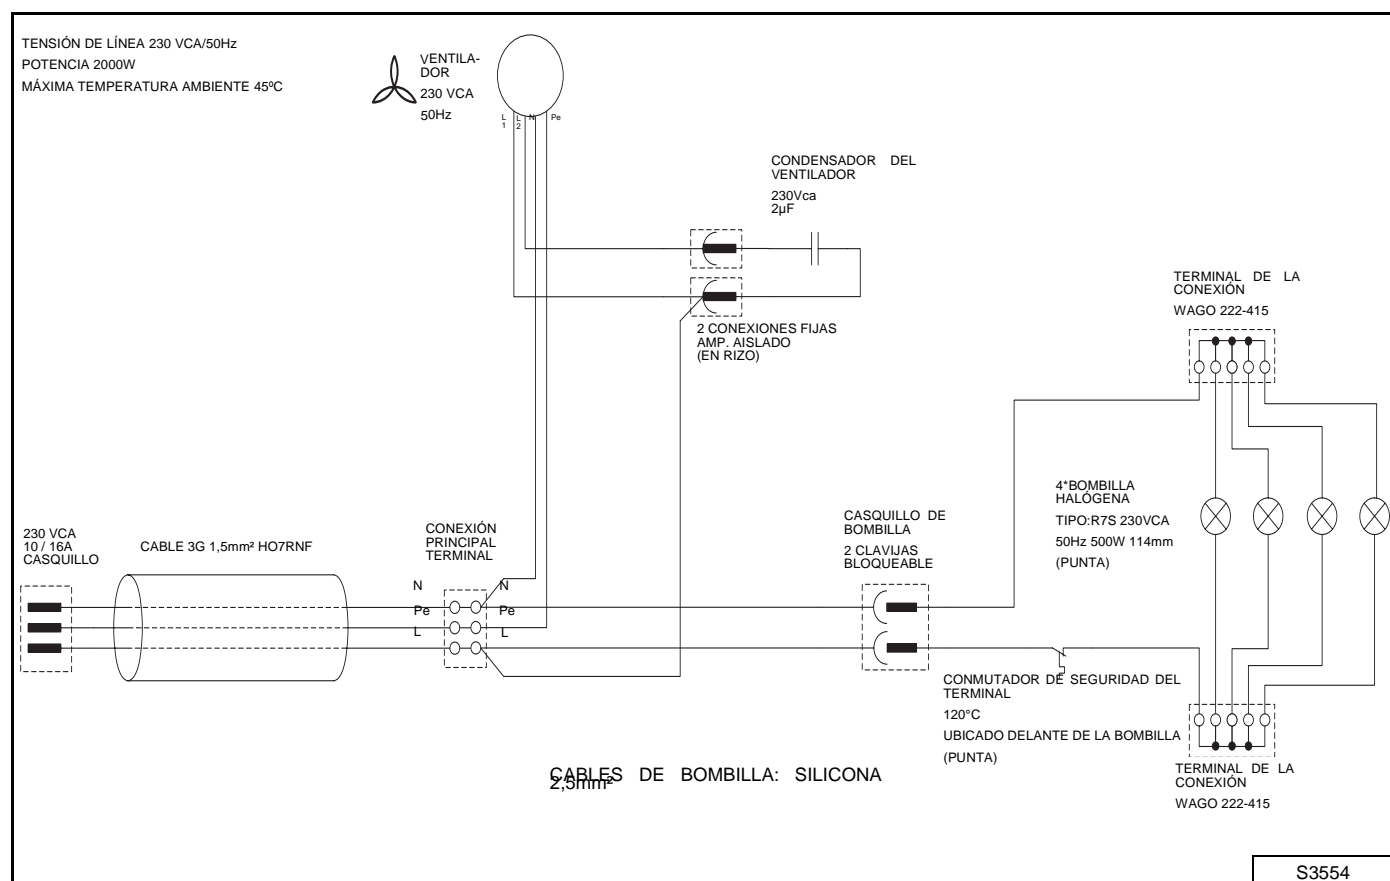 TENSIÓN DE LÍNEA 230 VCA/50Hz
POTENCIA 2000W
MÁXIMA TEMPERATURA AMBIENTE 45ºC
VENTILA-
DOR
230 VCA
50Hz
L1 L2 N Pe
CONDENSADOR DEL
VENTILADOR
230Vca
2µF
2 CONEXIONES FIJAS
AMP. AISLADO
(EN RIZO)
TERMINAL DE LA
CONEXIÓN
WAGO 222-415
4*BOMBILLA
HALÓGENA
TIPO:R7S 230VCA
50Hz 500W 114mm
(PUNTA)
CASQUILLO DE
BOMBILLA
2 CLAVIJAS
BLOQUEABLE
CONEXIÓN
PRINCIPAL
TERMINAL
230 VCA
10 / 16A
CASQUILLO
CABLE 3G 1,5mm² HO7RNF
N N
Pe Pe
L L
CONMUTADOR DE SEGURIDAD DEL
TERMINAL
120°C
UBICADO DELANTE DE LA BOMBILLA
(PUNTA)
TERMINAL DE LA
CONEXIÓN
WAGO 222-415
CABLES DE BOMBILLA: SILICONA
2,5mm²
S3554